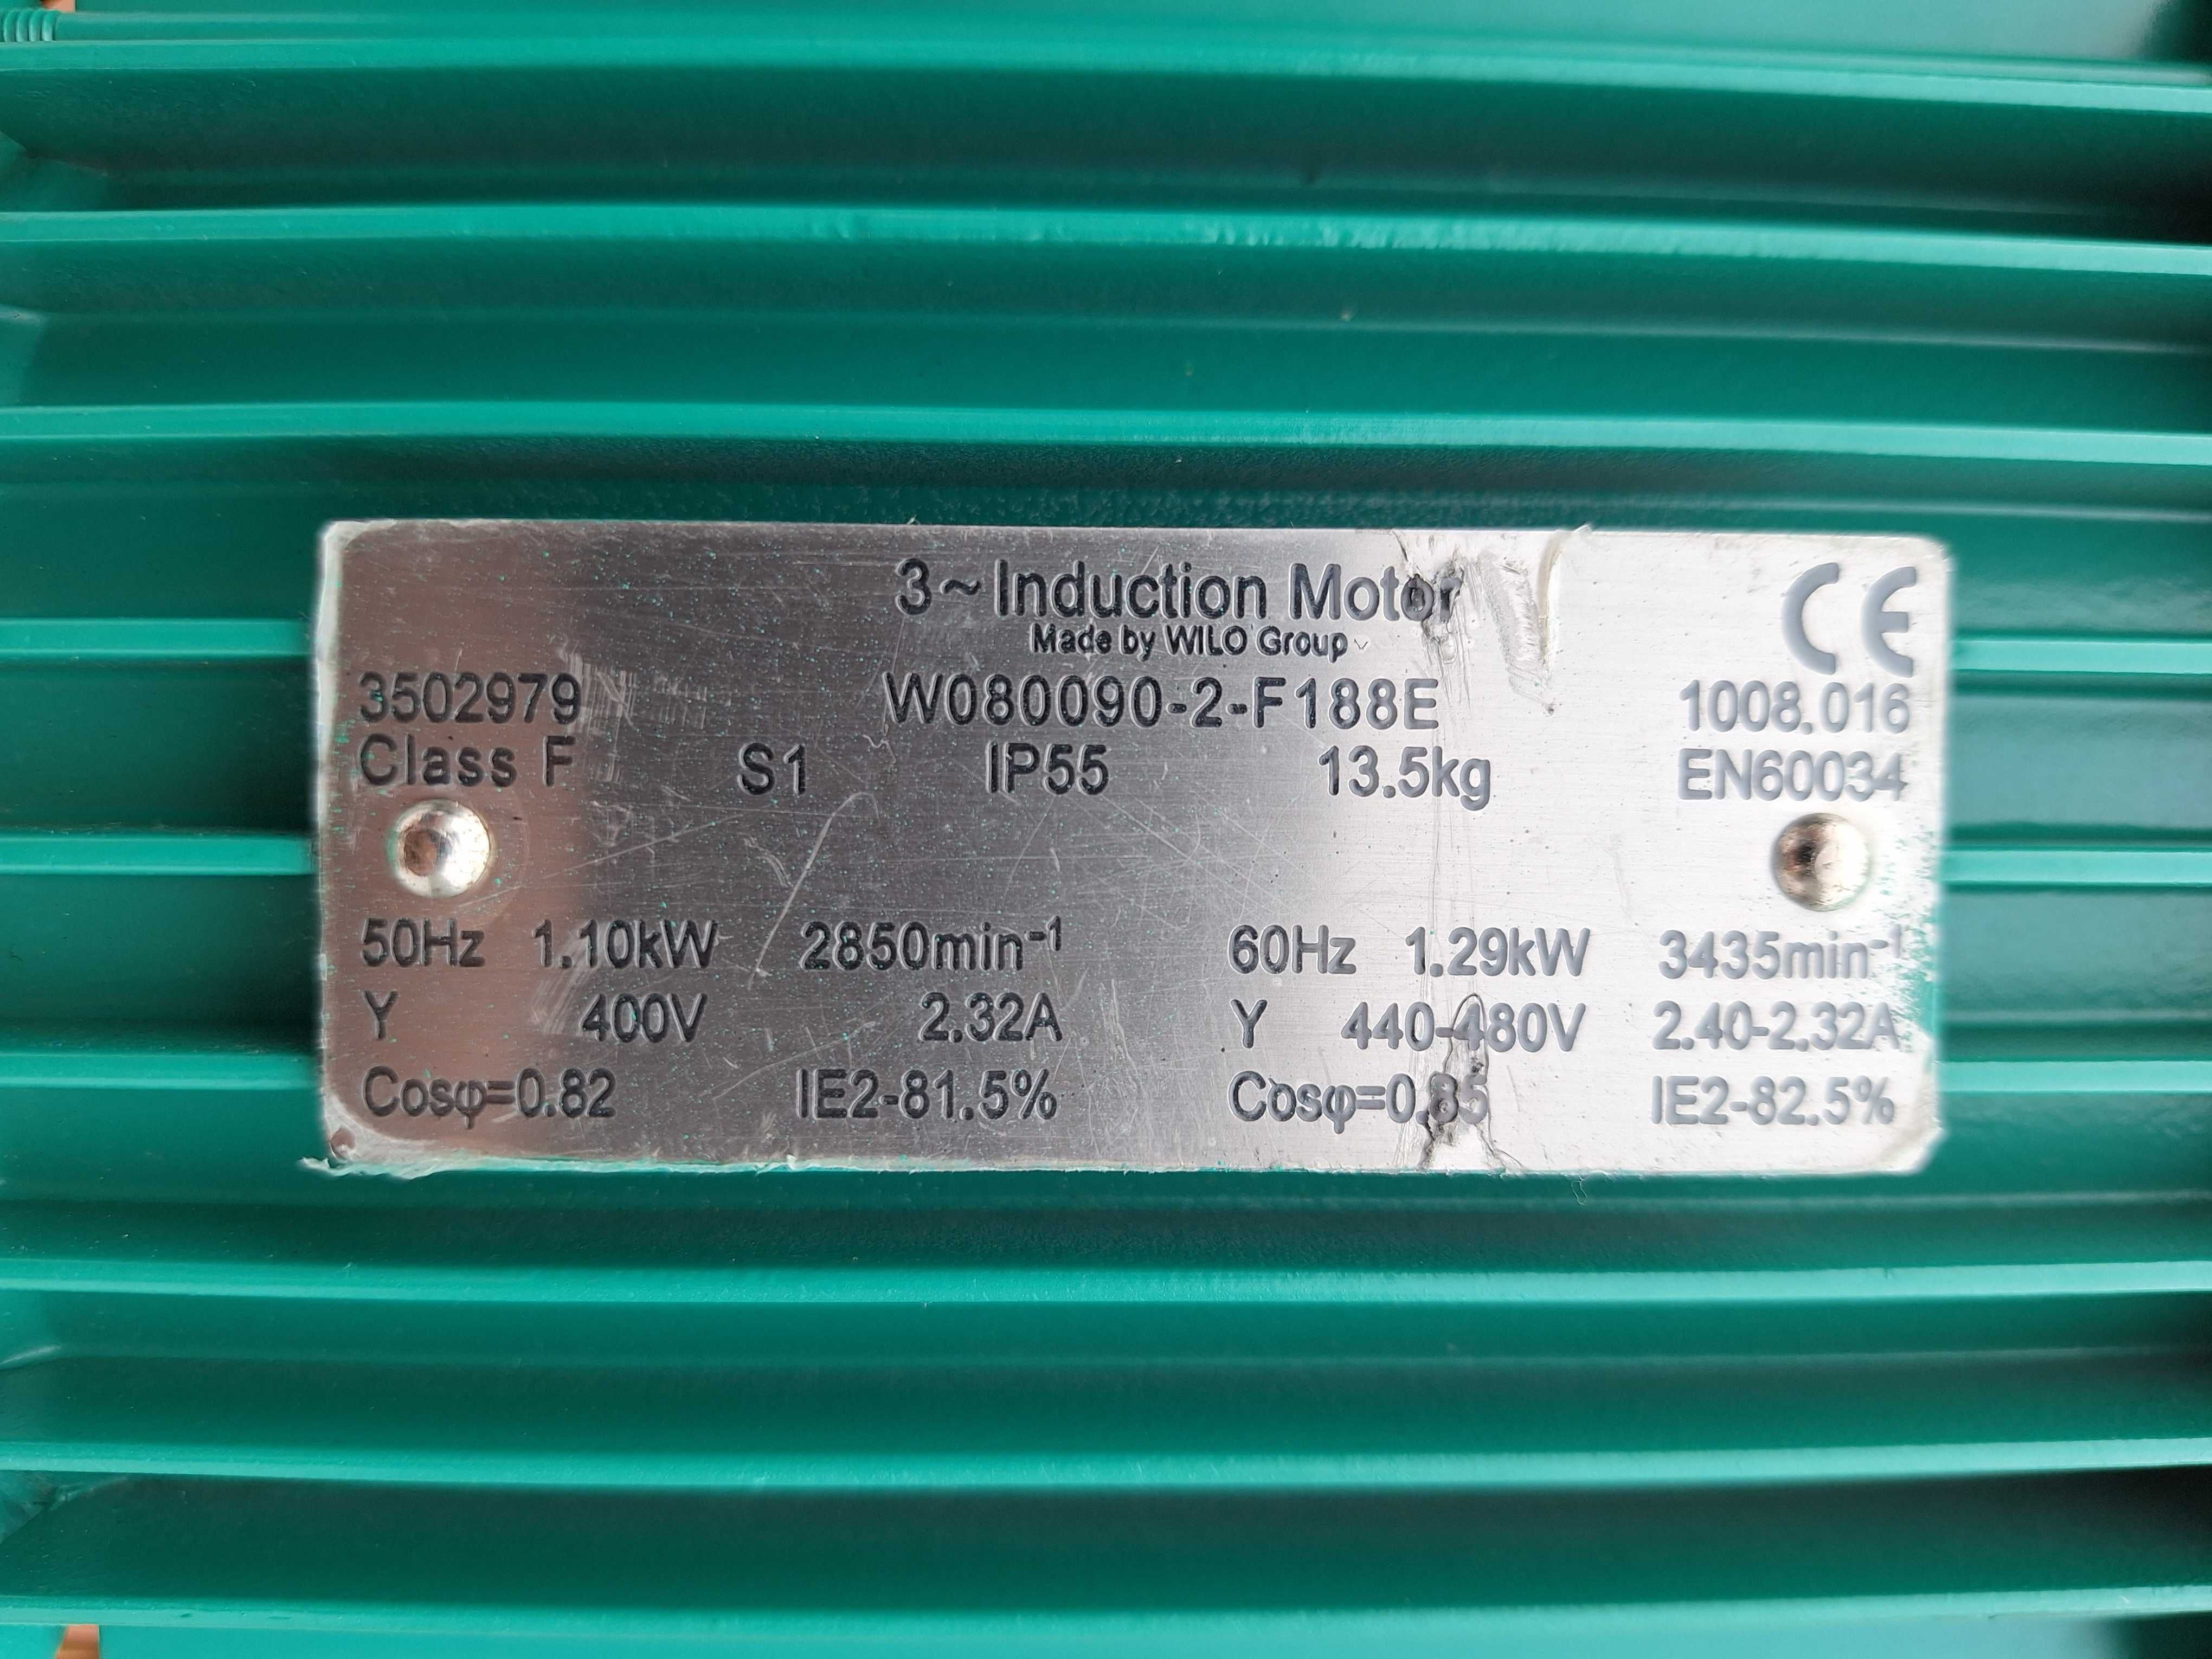 3~Induction Motor
Made by WILO Group
CE
3502979 W080090-2-F188E 1008.016
Class F S1 IP55 13.5kg EN60034
50Hz 1.10kW 2850min⁻¹ 60Hz 1.29kW 3435min⁻¹
Y 400V 2.32A Y 440-480V 2.40-2.32A
Cosφ=0.82 IE2-81.5% Cosφ=0.85 IE2-82.5%